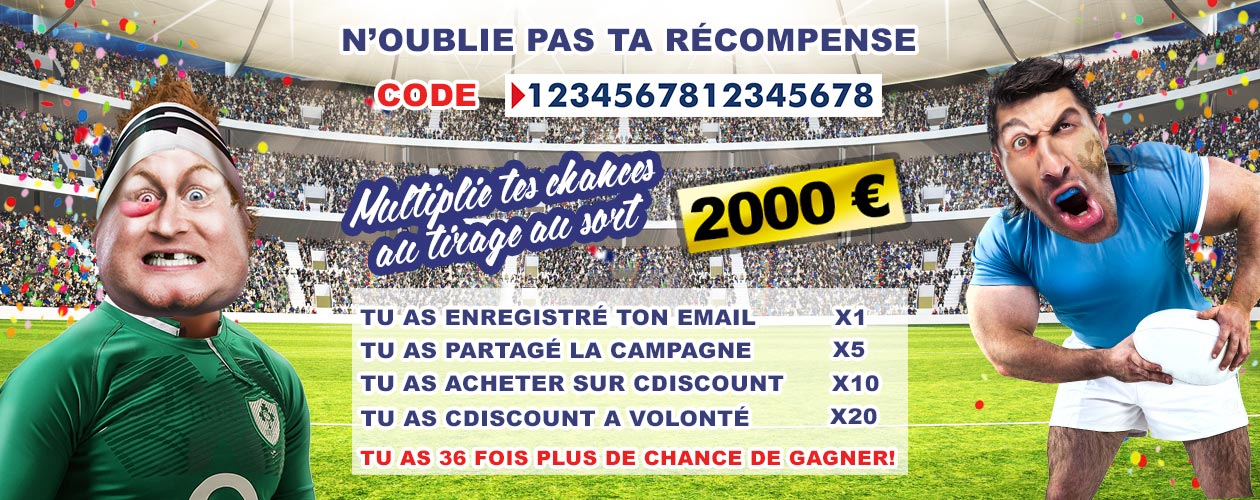 N'OUBLIE PAS TA RÉCOMPENSE
CODE 1234567812345678
Multiplie tes chances
au tirage au sort
2000 €
TU AS ENREGISTRÉ TON EMAIL X1
TU AS PARTAGÉ LA CAMPAGNE X5
TU AS ACHETER SUR CDISCOUNT X10
TU AS CDISCOUNT A VOLONTÉ X20
TU AS 36 FOIS PLUS DE CHANCE DE GAGNER!